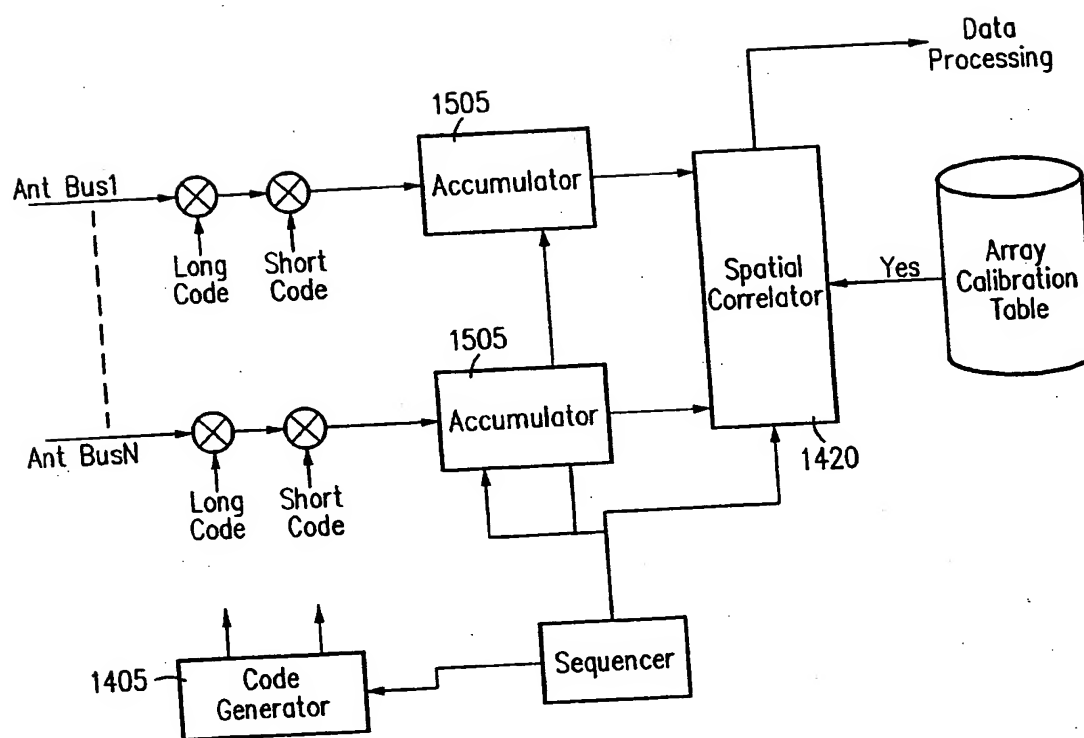 Data
Processing
1505
Ant Bus1
Accumulator
Long
Code
Short
Code
Spatial
Correlator
Yes
Array
Calibration
Table
1505
Accumulator
Ant BusN
1420
Long
Code
Short
Code
Sequencer
1405
Code
Generator